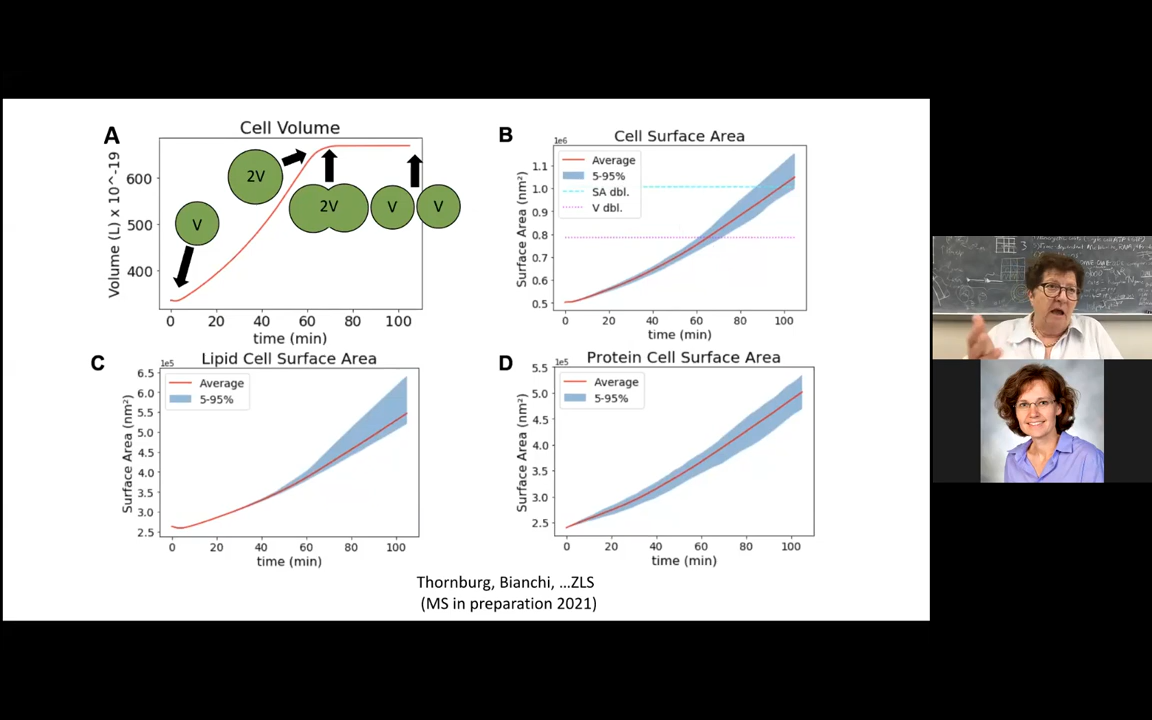 A
Cell Volume
Volume (L) x 10^-19
600
500
400
V
2V
2V
V
V
0
20
40
60
80
100
time (min)
B
Cell Surface Area
1e6
Surface Area (nm²)
1.1
1.0
0.9
0.8
0.7
0.6
0.5
Average
5-95%
SA dbl.
V dbl.
0
20
40
60
80
100
time (min)
C
Lipid Cell Surface Area
1e5
Surface Area (nm²)
6.5
6.0
5.5
5.0
4.5
4.0
3.5
3.0
2.5
Average
5-95%
0
20
40
60
80
100
time (min)
D
Protein Cell Surface Area
1e5
Surface Area (nm²)
5.5
5.0
4.5
4.0
3.5
3.0
2.5
Average
5-95%
0
20
40
60
80
100
time (min)
Thornburg, Bianchi, ...ZLS
(MS in preparation 2021)